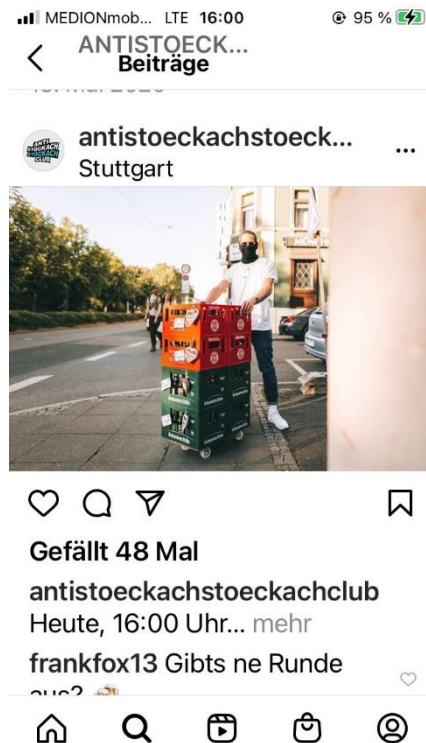 MEDIONmob... LTE 16:00 95 %
ANTISTOECK...
Beiträge
antistoeckachstoeck...
Stuttgart
Gefällt 48 Mal
antistoeckachstoeckachclub
Heute, 16:00 Uhr... mehr
frankfox13 Gibts ne Runde
aus?